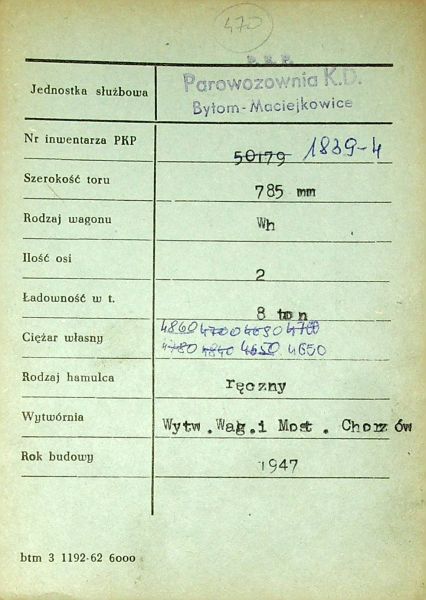 470
P. K. P.
Jednostka służbowa Parowozownia K.D.
Bytom-Maciejkowice
Nr inwentarza PKP 50179 1839-4
Szerokość toru 785 mm
Rodzaj wagonu Wh
Ilość osi 2
Ładowność w t. 8 ton
Ciężar własny 4860 4700 4690 4700
4780 4840 4650 4650
Rodzaj hamulca ręczny
Wytwórnia Wytw.Wag.i Most. Chorzów
Rok budowy 1947
btm 3 1192-62 6000